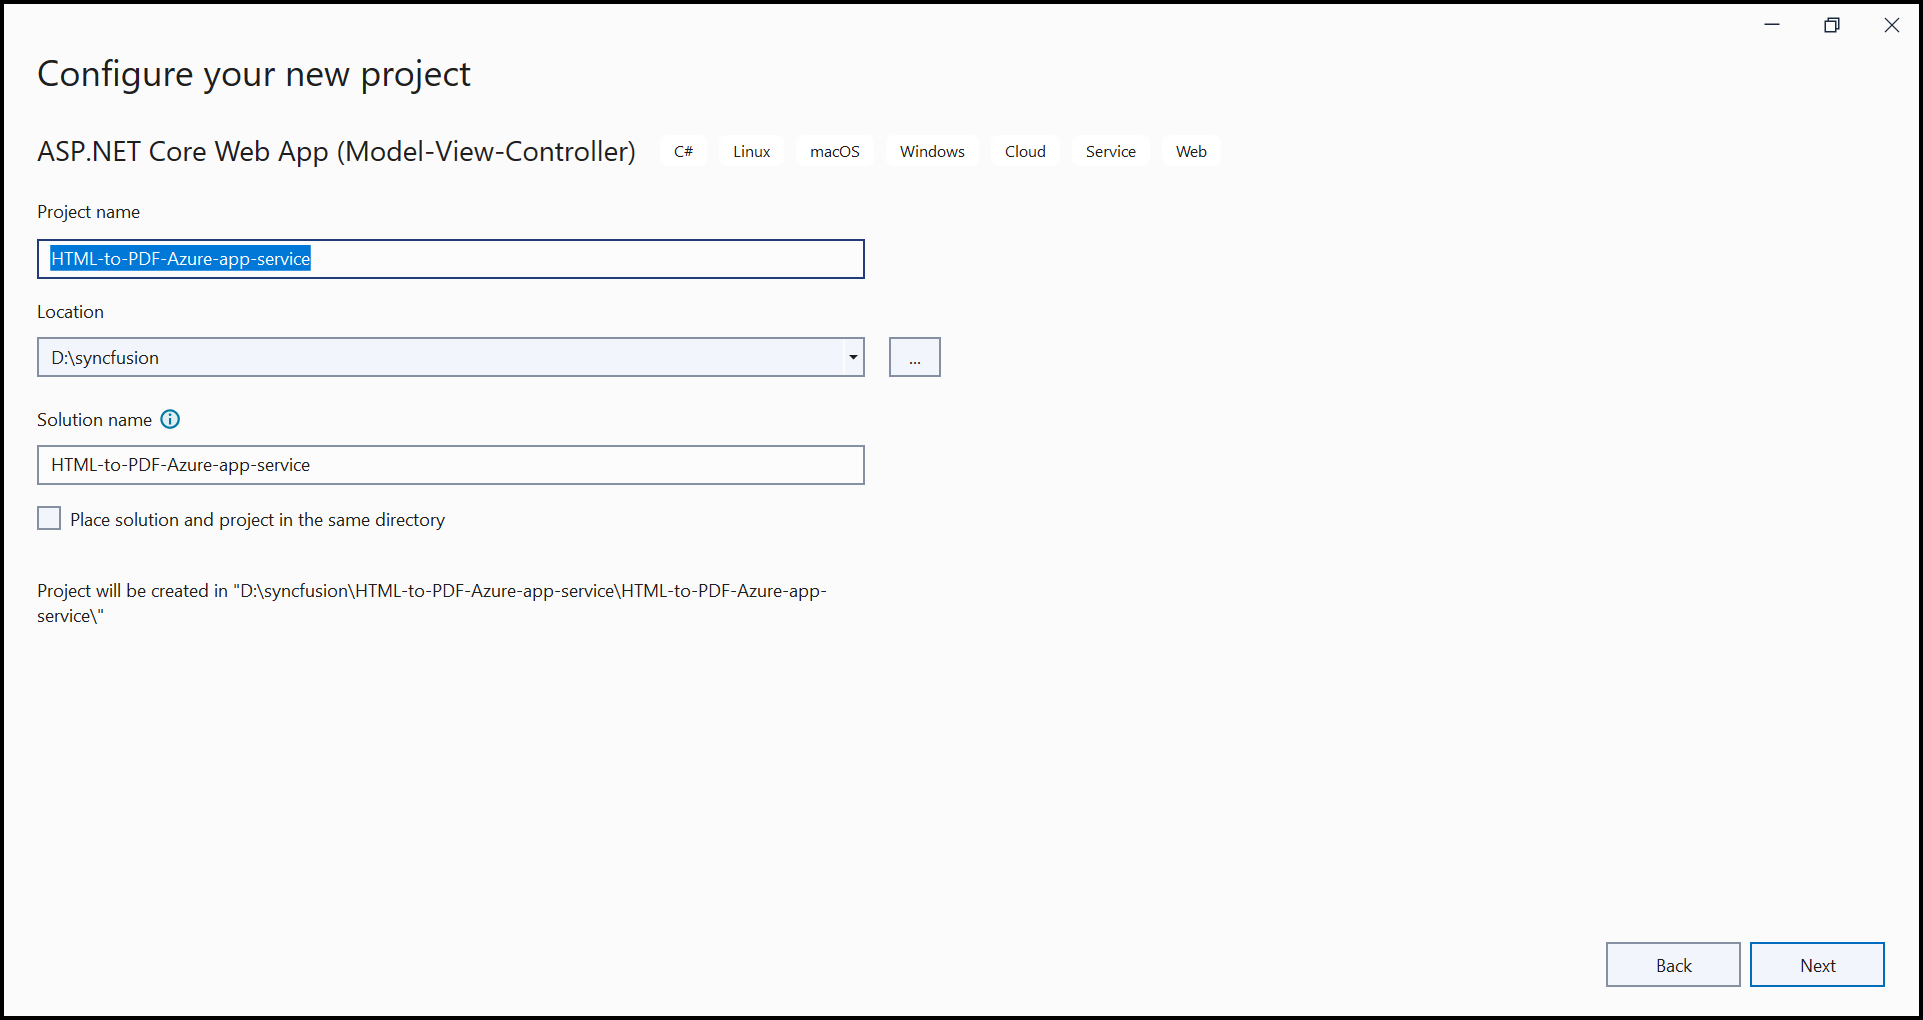 Configure your new project
ASP.NET Core Web App (Model-View-Controller) C# Linux macOS Windows Cloud Service Web
Project name
HTML-to-PDF-Azure-app-service
Location
D:\syncfusion ...
Solution name
HTML-to-PDF-Azure-app-service
Place solution and project in the same directory
Project will be created in "D:\syncfusion\HTML-to-PDF-Azure-app-service\HTML-to-PDF-Azure-app-
service\"
Back Next